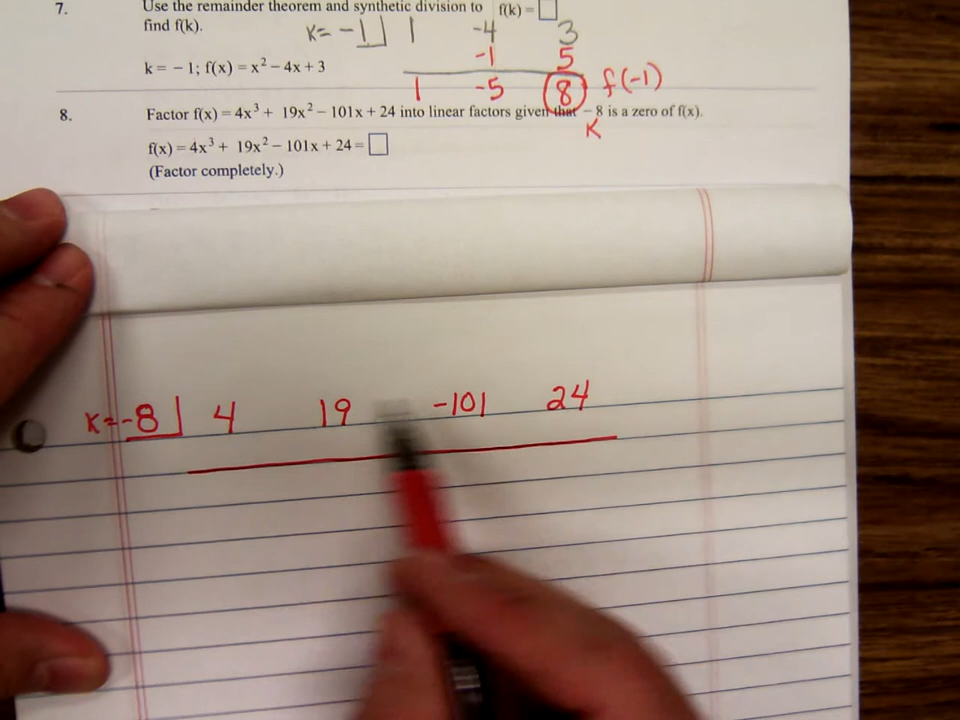 7. Use the remainder theorem and synthetic division to f(k) = □
find f(k). k= -1 1 -4 3
-1 5
k = − 1; f(x) = x² − 4x + 3
1 -5 8 f(-1)
8. Factor f(x) = 4x³ + 19x² − 101x + 24 into linear factors given that − 8 is a zero of f(x).
K
f(x) = 4x³ + 19x² − 101x + 24 = □
(Factor completely.)
K=-8 4 19 -101 24